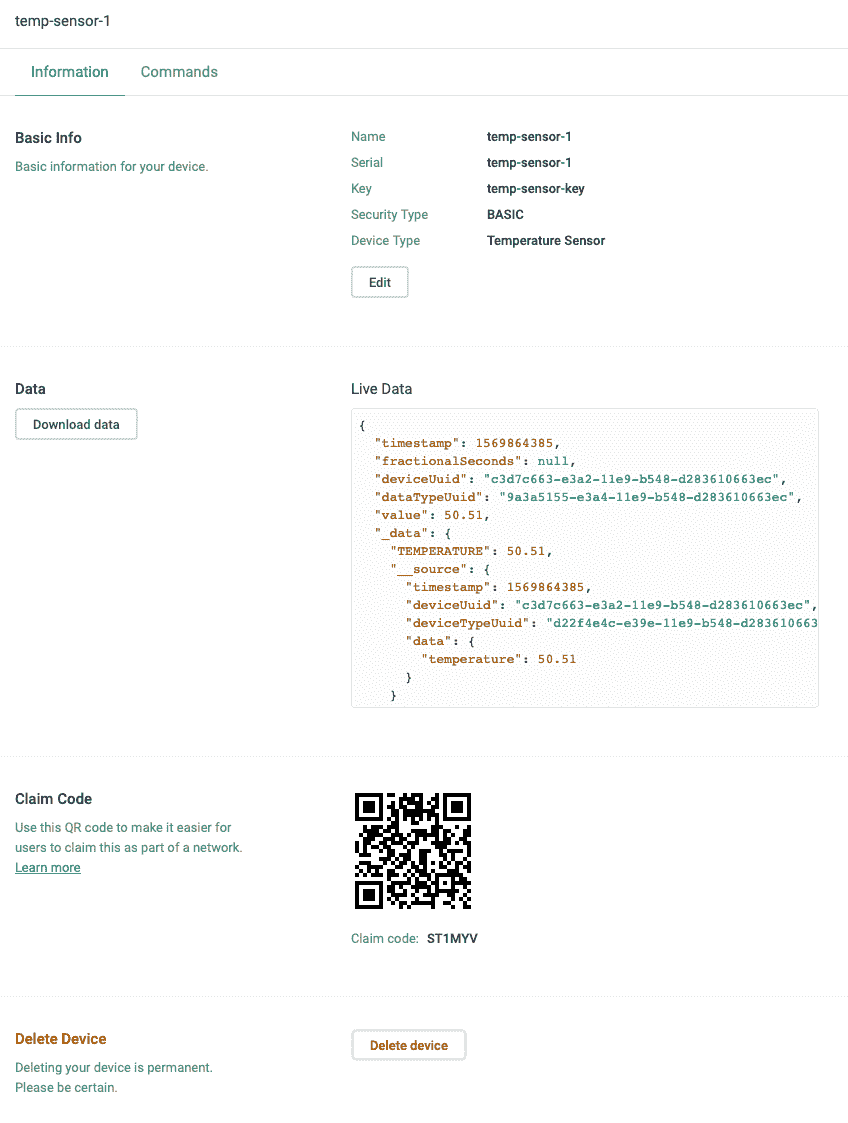 temp-sensor-1
Information Commands
Basic Info
Basic information for your device.
Name temp-sensor-1
Serial temp-sensor-1
Key temp-sensor-key
Security Type BASIC
Device Type Temperature Sensor
Edit
Data
Download data
Live Data
{
"timestamp": 1569864385,
"fractionalSeconds": null,
"deviceUuid": "c3d7c663-e3a2-11e9-b548-d283610663ec",
"dataTypeUuid": "9a3a5155-e3a4-11e9-b548-d283610663ec",
"value": 50.51,
"_data": {
"TEMPERATURE": 50.51,
"__source": {
"timestamp": 1569864385,
"deviceUuid": "c3d7c663-e3a2-11e9-b548-d283610663ec",
"deviceTypeUuid": "d22f4e4c-e39e-11e9-b548-d283610663
"data": {
"temperature": 50.51
}
}
Claim Code
Use this QR code to make it easier for
users to claim this as part of a network.
Learn more
Claim code: ST1MYV
Delete Device
Deleting your device is permanent.
Please be certain.
Delete device